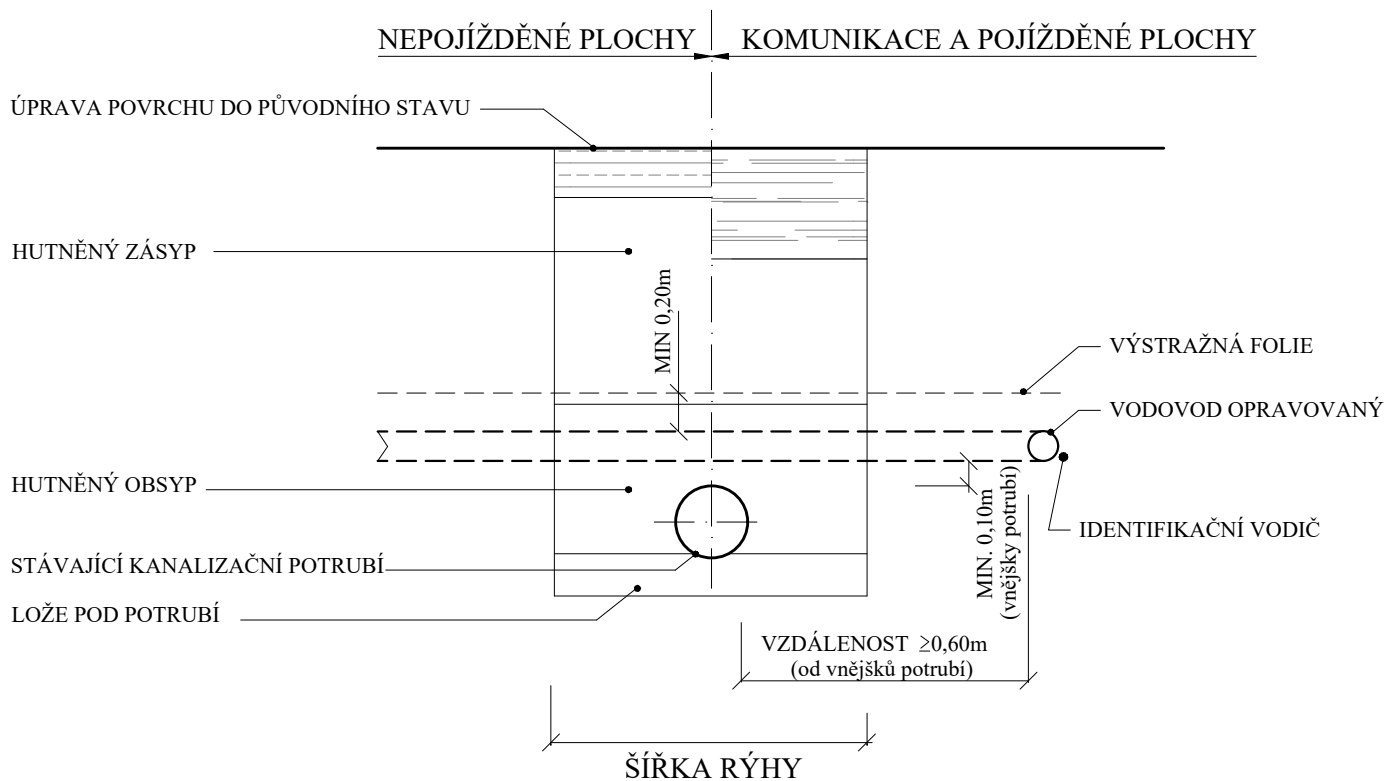 NEPOJÍŽDĚNÉ PLOCHY
KOMUNIKACE A POJÍŽDĚNÉ PLOCHY
ÚPRAVA POVRCHU DO PŮVODNÍHO STAVU
HUTNĚNÝ ZÁSYP
MIN 0,20m
VÝSTRAŽNÁ FOLIE
VODOVOD OPRAVOVANÝ
HUTNĚNÝ OBSYP
MIN. 0,10m
(vnějšky potrubí)
IDENTIFIKAČNÍ VODIČ
STÁVAJÍCÍ KANALIZAČNÍ POTRUBÍ
LOŽE POD POTRUBÍ
VZDÁLENOST ≥0,60m
(od vnějšků potrubí)
ŠÍŘKA RÝHY